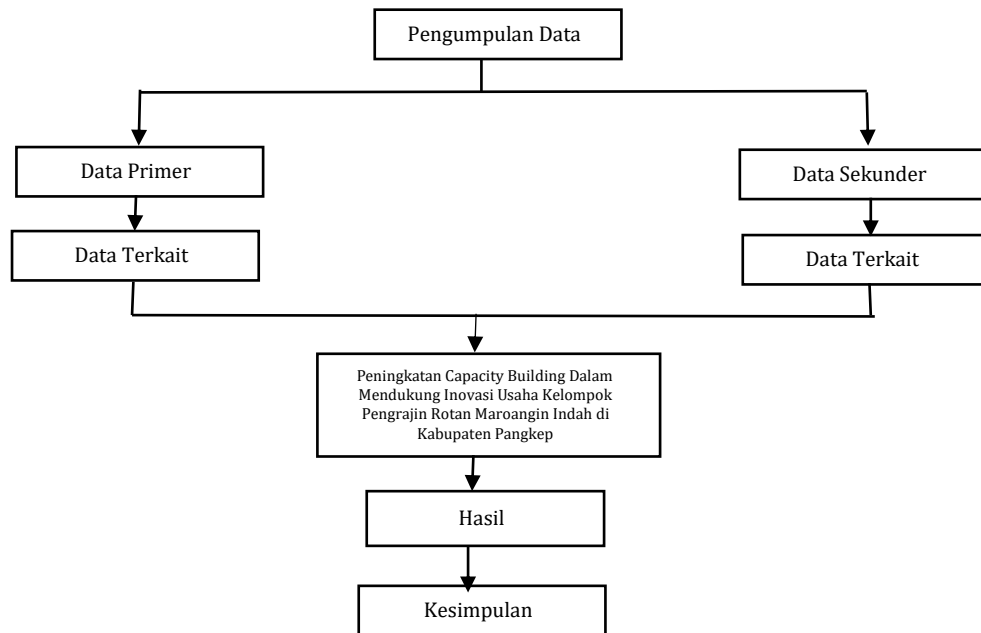 Pengumpulan Data
Data Primer
Data Sekunder
Data Terkait
Data Terkait
Peningkatan Capacity Building Dalam
Mendukung Inovasi Usaha Kelompok
Pengrajin Rotan Maroangin Indah di
Kabupaten Pangkep
Hasil
Kesimpulan